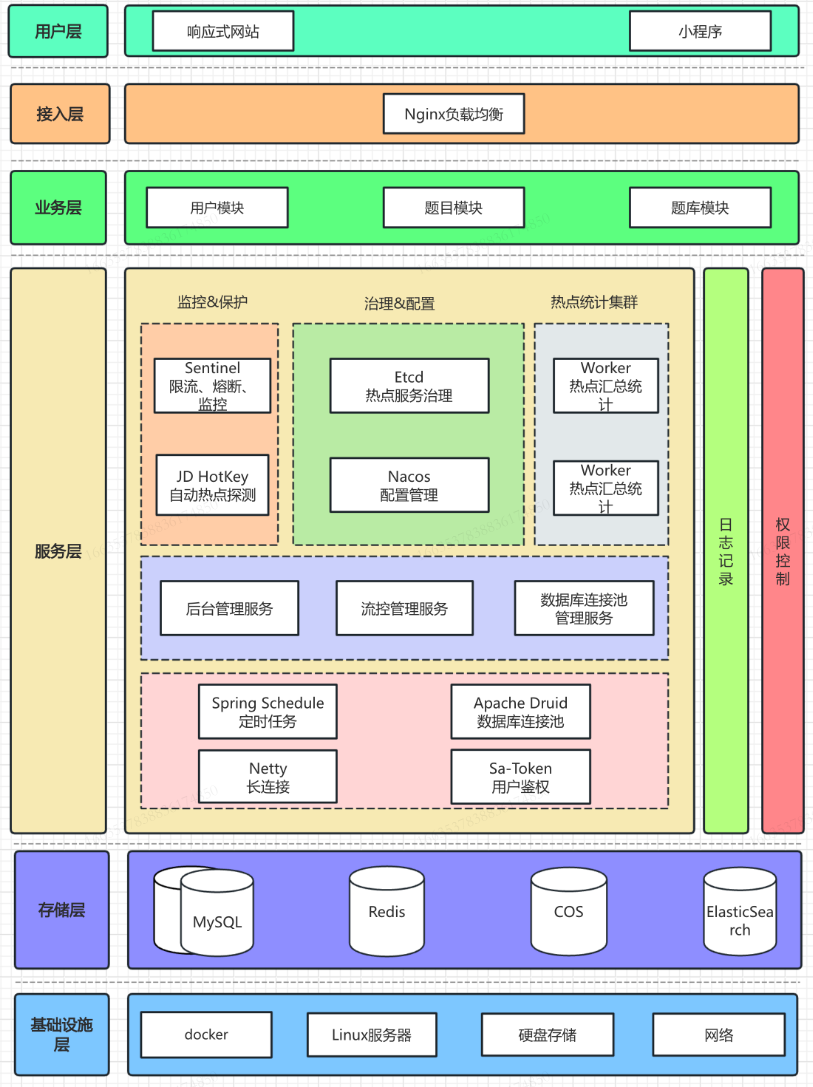 用户层
响应式网站
小程序
接入层
Nginx负载均衡
业务层
用户模块
题目模块
题库模块
服务层
监控&保护
治理&配置
热点统计集群
Sentinel
限流、熔断、
监控
Etcd
热点服务治理
Worker
热点汇总统
计
JD HotKey
自动热点探测
Nacos
配置管理
Worker
热点汇总统
计
后台管理服务
流控管理服务
数据库连接池
管理服务
Spring Schedule
定时任务
Apache Druid
数据库连接池
Netty
长连接
Sa-Token
用户鉴权
日
志
记
录
权
限
控
制
存储层
MySQL
Redis
COS
ElasticSea
rch
基础设施
层
docker
Linux服务器
硬盘存储
网络